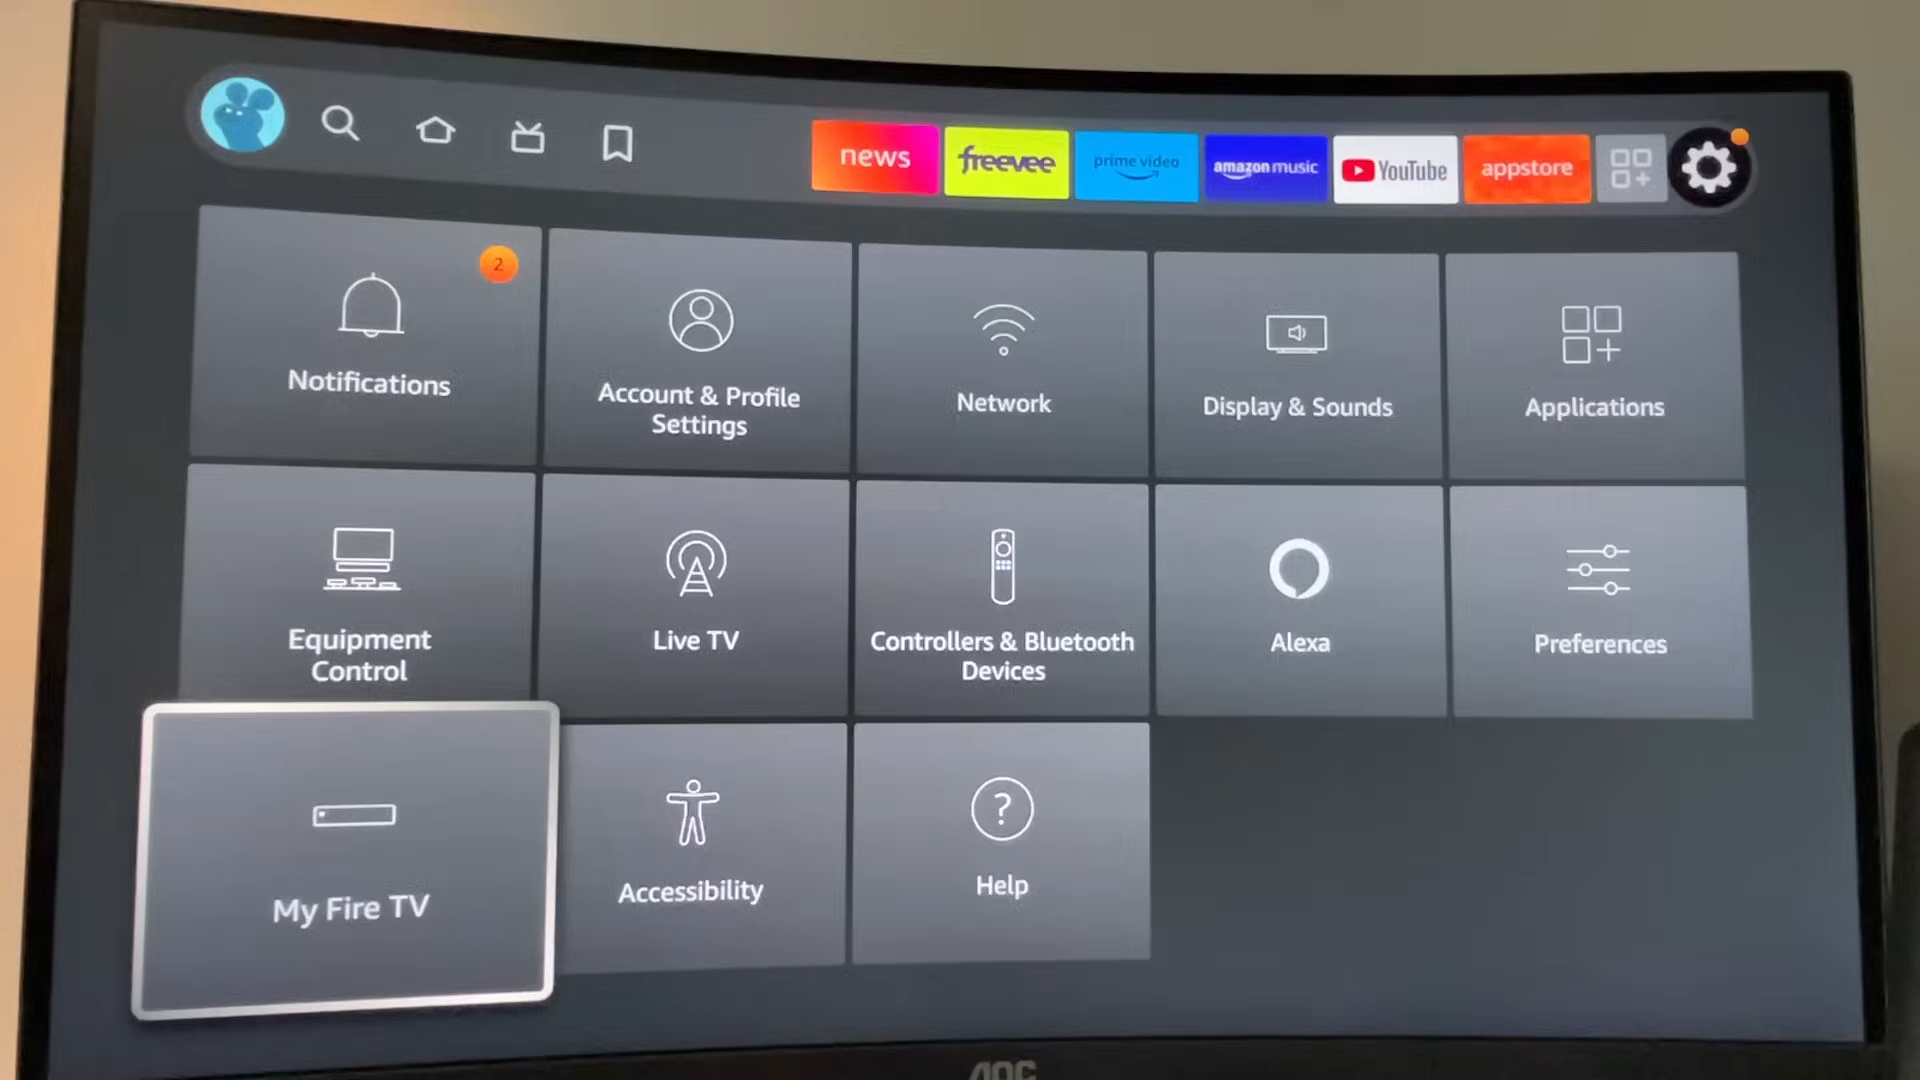 news
freevee
prime video
amazon music
YouTube
appstore
2
Notifications
Account & Profile
Settings
Network
Display & Sounds
Applications
Equipment
Control
Live TV
Controllers & Bluetooth
Devices
Alexa
Preferences
My Fire TV
Accessibility
?
Help
AOC